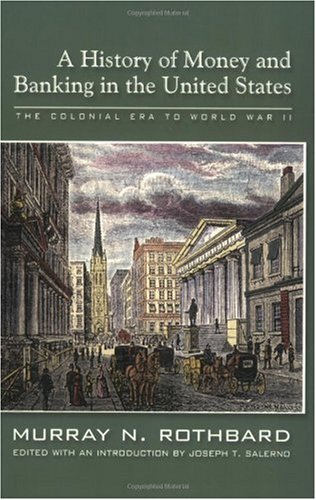 A History of Money and
Banking in the United States
THE COLONIAL ERA TO WORLD WAR II
MURRAY N. ROTHBARD
EDITED WITH AN INTRODUCTION BY JOSEPH T. SALERNO